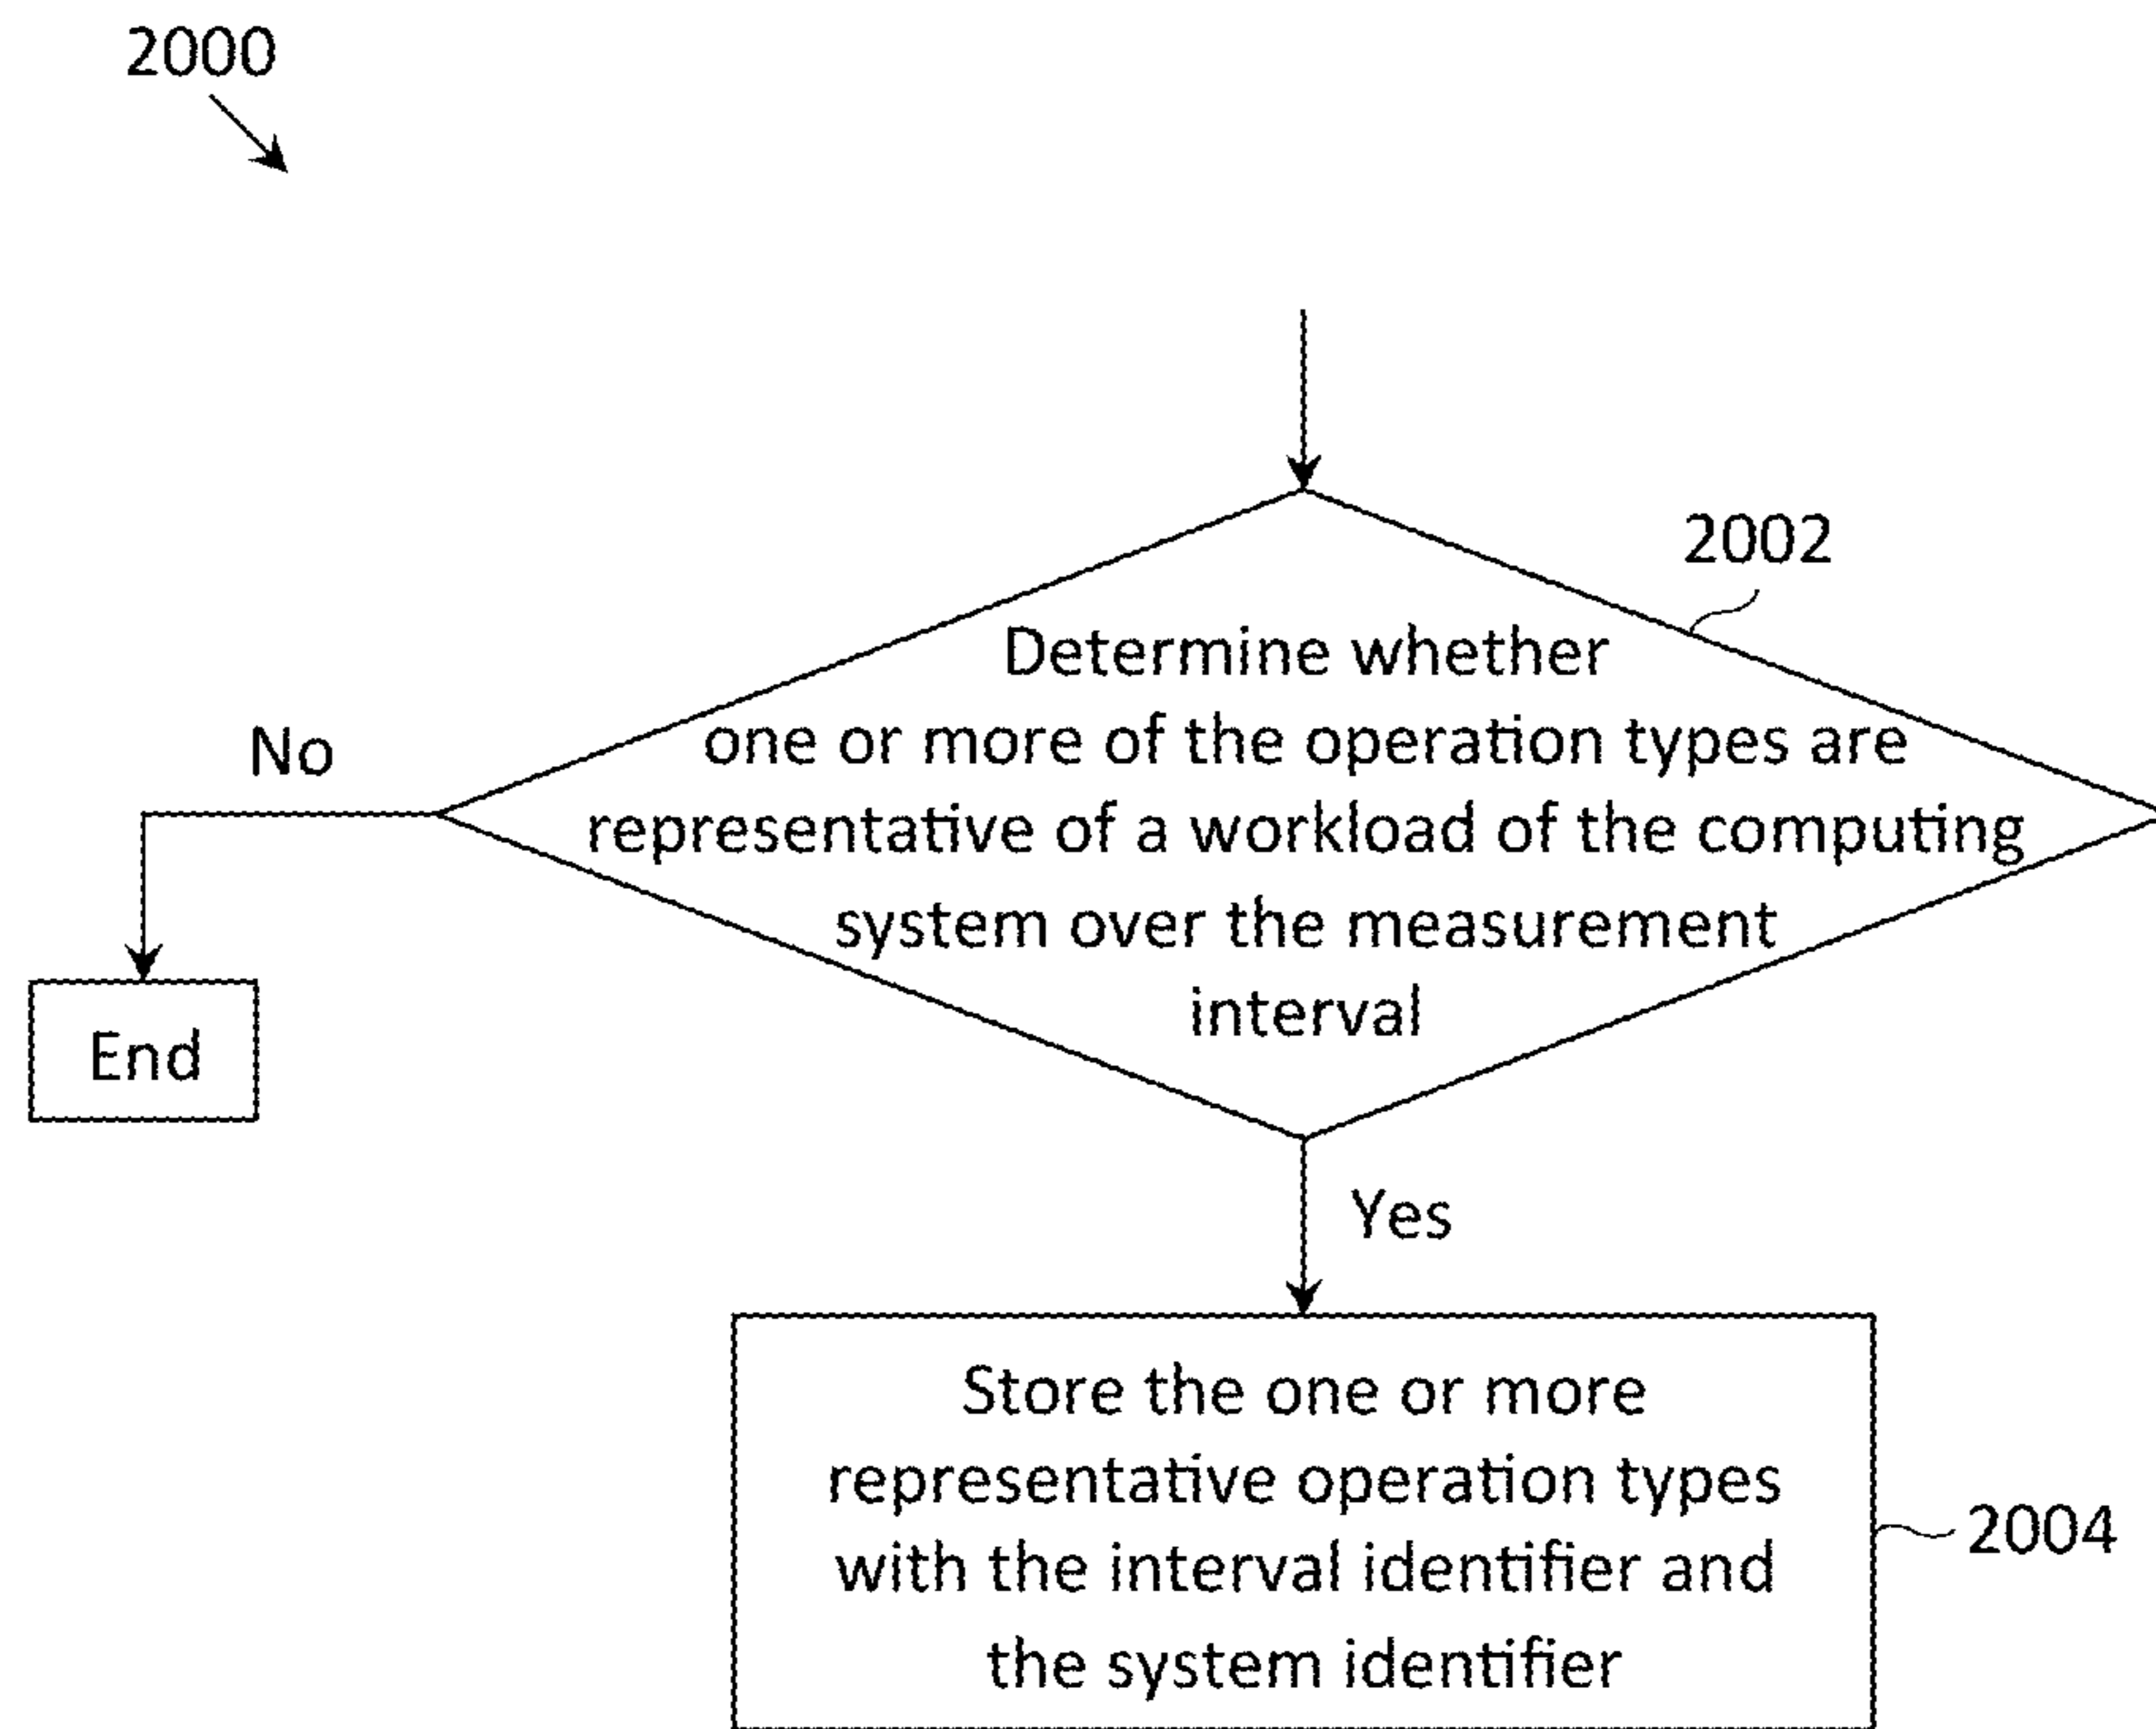 2000
2002
Determine whether
one or more of the operation types are
representative of a workload of the computing
system over the measurement
interval
No
End
Yes
Store the one or more
representative operation types
with the interval identifier and
the system identifier
2004